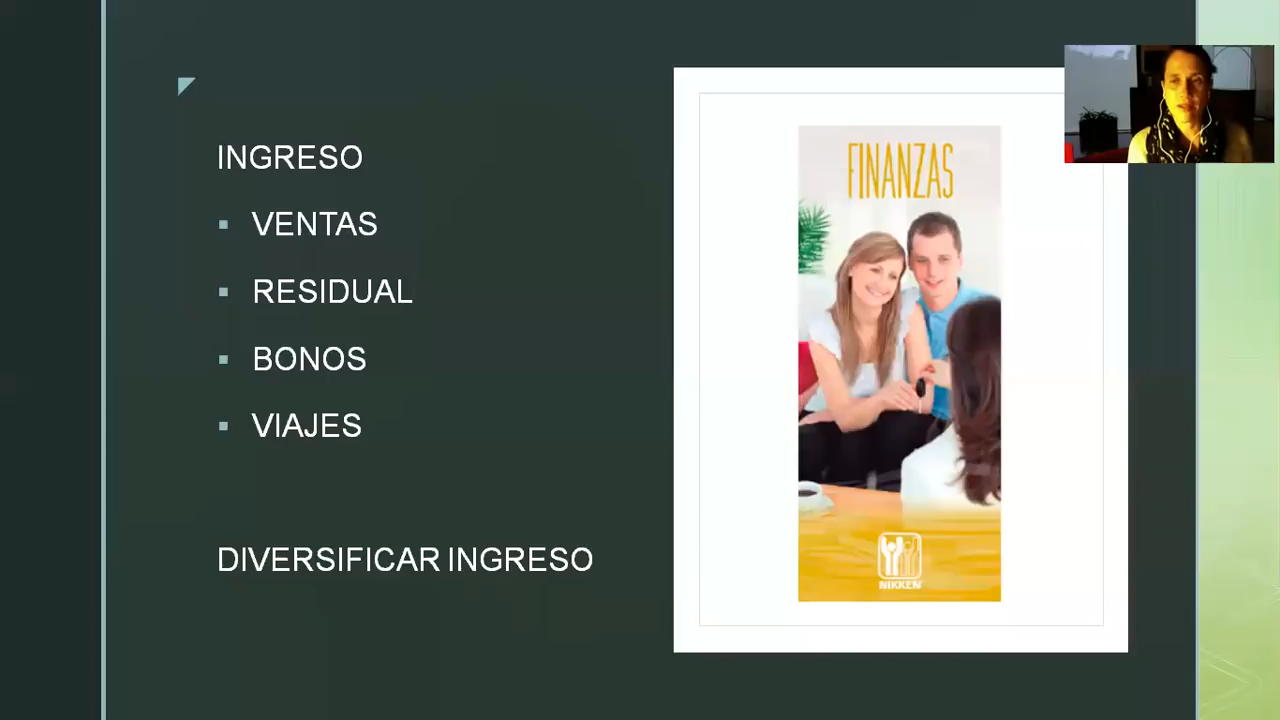 INGRESO
VENTAS
RESIDUAL
BONOS
VIAJES
DIVERSIFICAR INGRESO
FINANZAS
NIKKEN